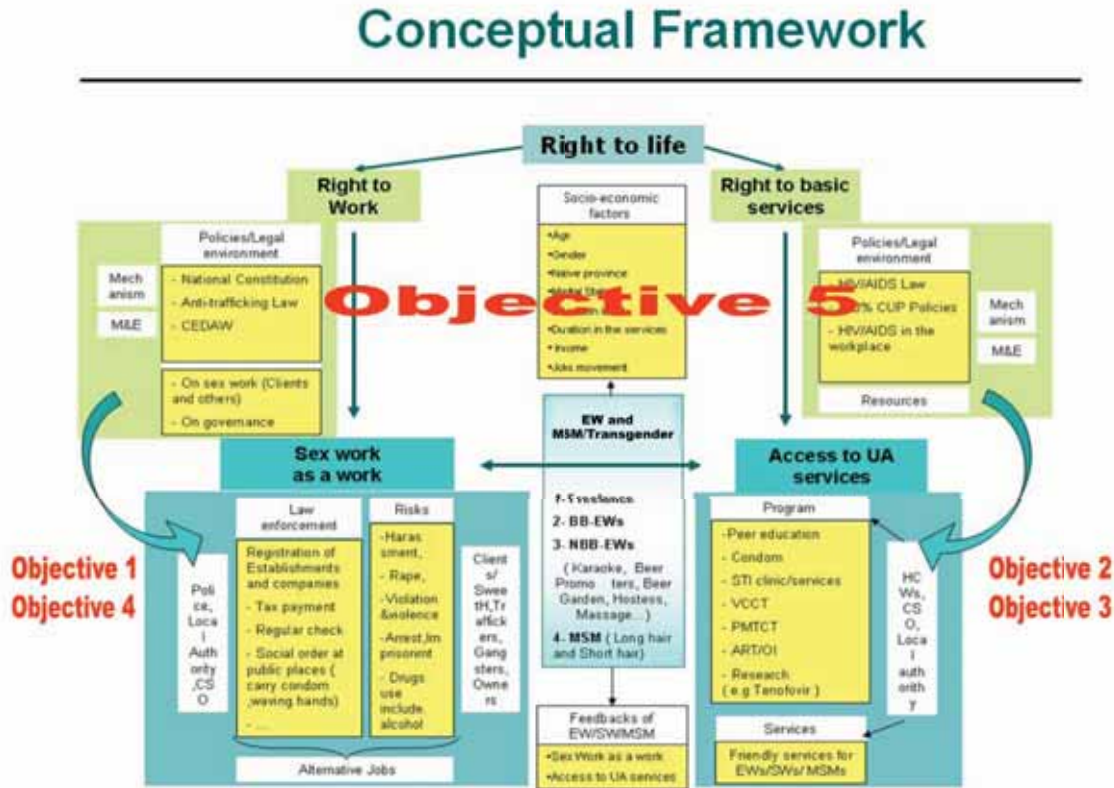 Conceptual Framework
Right to life
Right to
Work
Policies/Legal
environment
Mech
anism
M&E
- National Constitution
- Anti-trafficking Law
- CEDAW
- On sex work (Clients
and others)
- On governance
Socio-economic
factors
•Age
•Gender
•Native province
•Duration in the services
•Income
•Jobs movement
Objective 5
Right to basic
services
Policies/Legal
environment
HIV/AIDS Law
CUP Policies
- HIV/AIDS in the
workplace
Mech
anism
M&E
Resources
Sex work
as a work
EW and
MSM/Transgender
2- BB-EWs
3- NBB-EWs
( Karaoke, Beer
Promo ters, Beer
Garden, Hostess,
Massage...)
4- MSM ( Long hair
and Short hair)
Access to UA
services
Objective 1
Objective 4
Poli
ce,
Loca
l
Auth
ority
,CS
O
Law
enforcement
Registration of
Establishments
and companies
- Tax payment
- Regular check
- Social order at
public places (
carry condom
,waving hands)
- ...
Risks
-Haras
sment,
- Rape,
-Violation
&violence
-Arrest,Im
prisonmt
- Drugs
use
include.
alcohol
Client
s/
Swee
tH,Tr
affick
ers,
Gang
sters,
Owne
rs
Alternative Jobs
Feedbacks of
EW/SW/MSM
•Sex Work as a work
•Access to UA services
Program
-Peer education
- Condom
- STI clinic/services
- VCCT
- PMTCT
- ART/OI
- Research
( e.g Tenofovir )
HC
Ws,
CS
O,
Loca
l
auth
orith
y
Services
Friendly services for
EWs/SWs/ MSMs
Objective 2
Objective 3